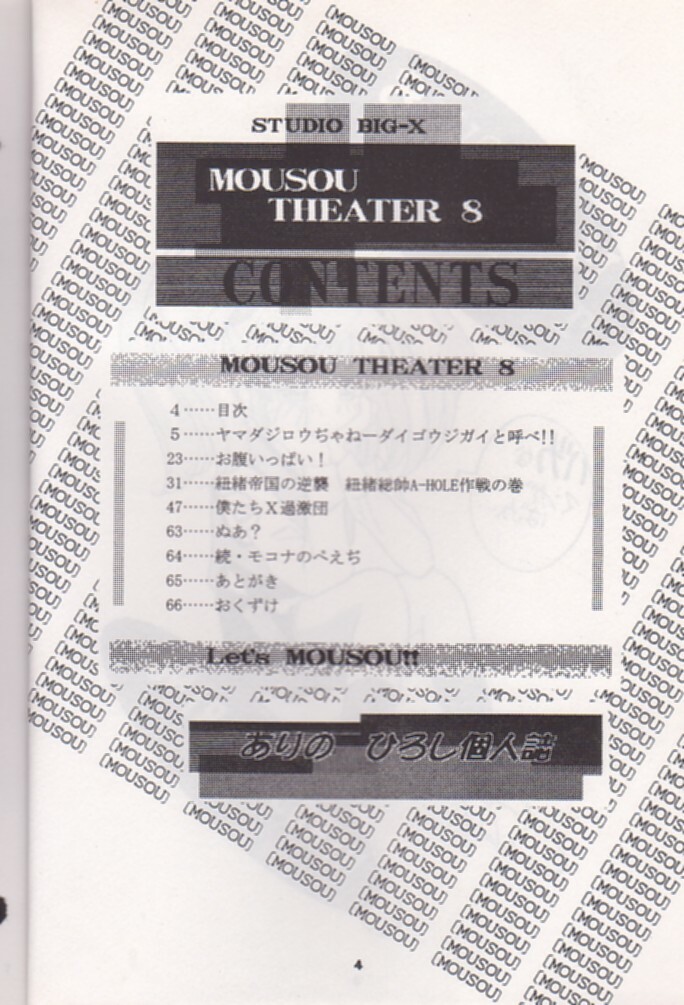 STUDIO BIG-X
MOUSOU
THEATER 8
CONTENTS
MOUSOU THEATER 8
4……目次
5……ヤマダジロウぢゃねーダイゴウジガイと呼べ!!
23……お腹いっぱい！
31……紐緒帝国の逆襲　紐緒総帥A-HOLE作戦の巻
47……僕たちX過激団
63……ぬあ？
64……続・モコナのぺえぢ
65……あとがき
66……おくずけ
Let's MOUSOU!!
ありの　ひろし個人誌
4